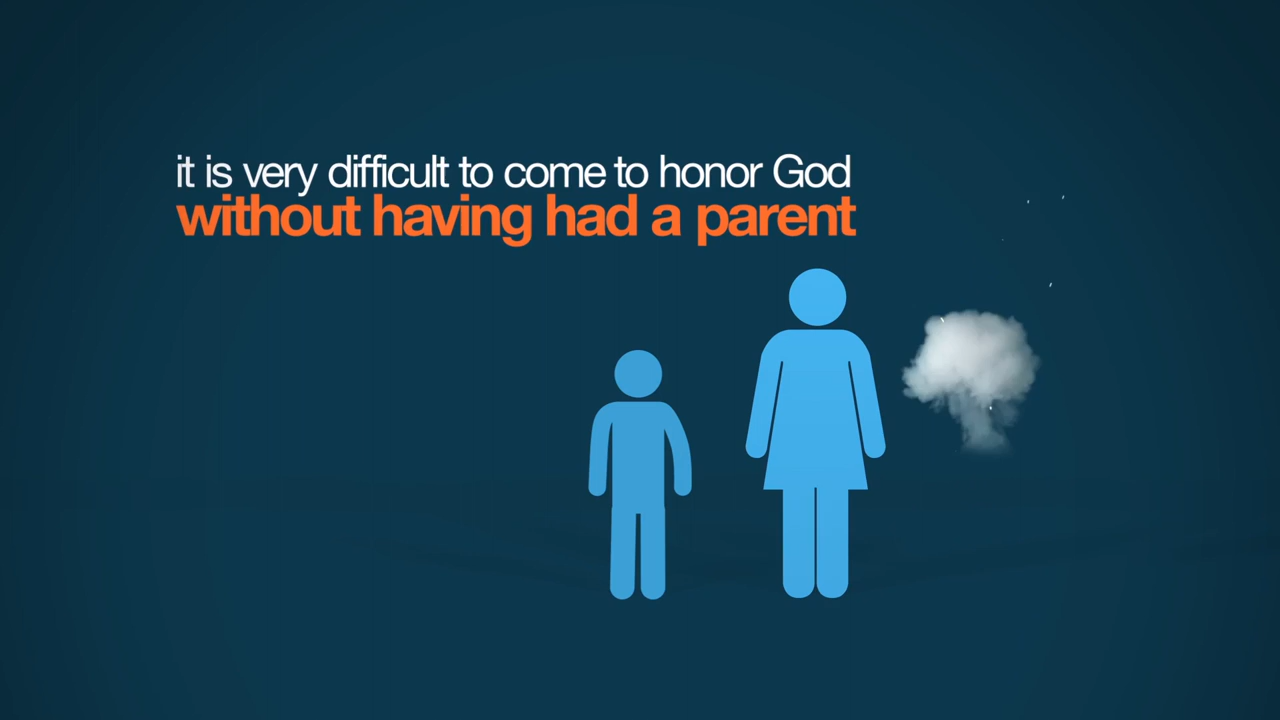 it is very difficult to come to honor God
without having had a parent